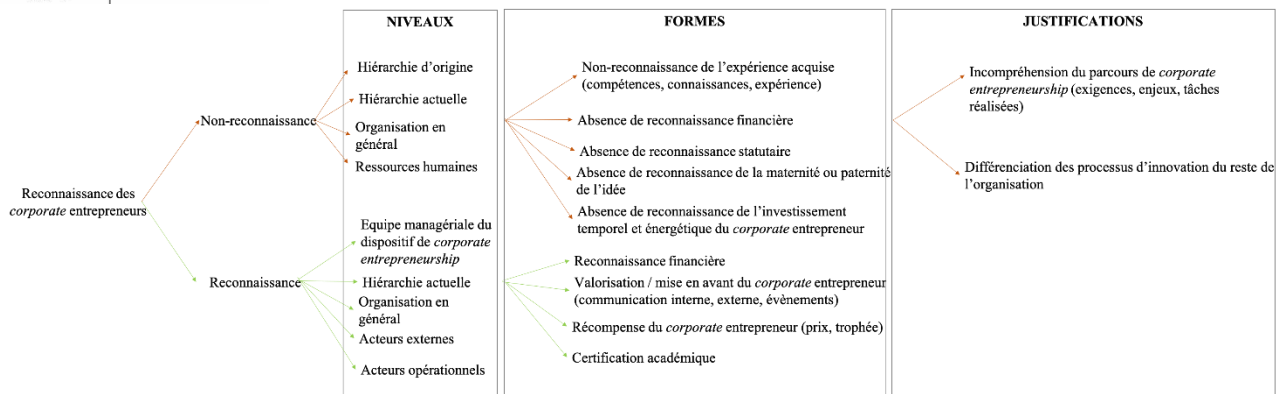 NIVEAUX
FORMES
JUSTIFICATIONS
Reconnaissance des
corporate entrepreneurs
Non-reconnaissance
Reconnaissance
Hiérarchie d'origine
Hiérarchie actuelle
Organisation en
général
Ressources humaines
Equipe managériale du
dispositif de corporate
entrepreneurship
Hiérarchie actuelle
Organisation en
général
Acteurs externes
Acteurs opérationnels
Non-reconnaissance de l'expérience acquise
(compétences, connaissances, expérience)
Absence de reconnaissance financière
Absence de reconnaissance statutaire
Absence de reconnaissance de la maternité ou paternité
de l'idée
Absence de reconnaissance de l'investissement
temporel et énergétique du corporate entrepreneur
Reconnaissance financière
Valorisation / mise en avant du corporate entrepreneur
(communication interne, externe, évènements)
Récompense du corporate entrepreneur (prix, trophée)
Certification académique
Incompréhension du parcours de corporate
entrepreneurship (exigences, enjeux, tâches
réalisées)
Différenciation des processus d'innovation du reste de
l'organisation